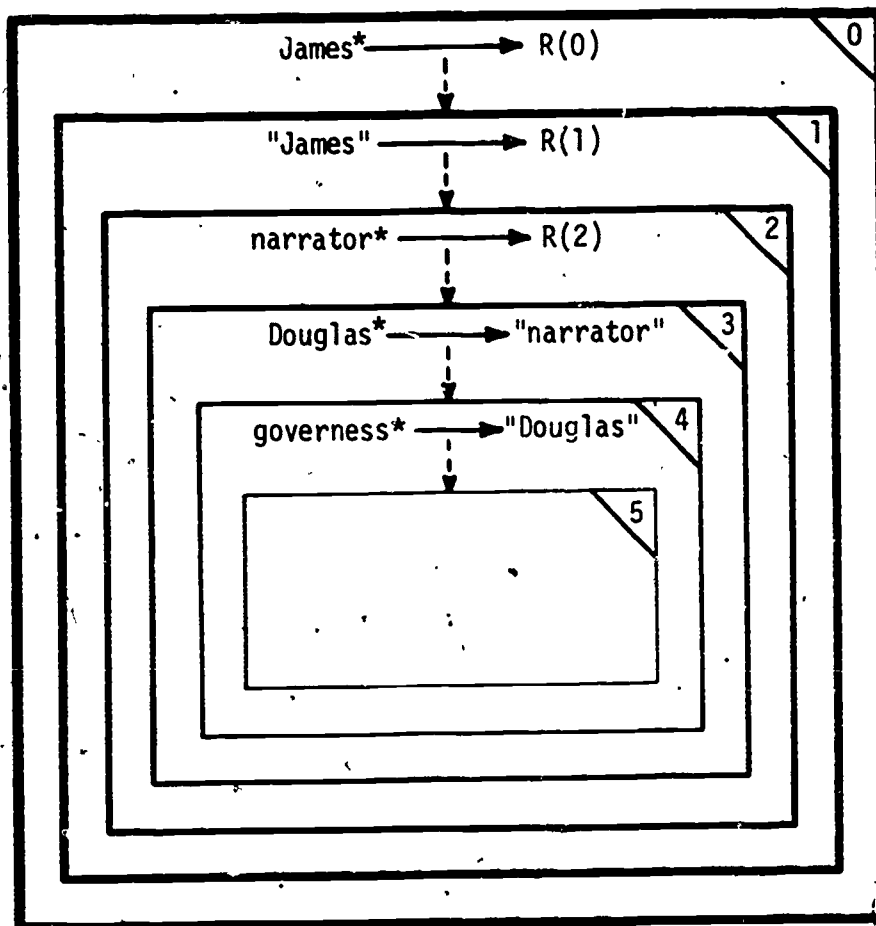 James* R(0) 0
"James" R(1) 1
narrator* R(2) 2
Douglas* "narrator" 3
governess* "Douglas" 4
5